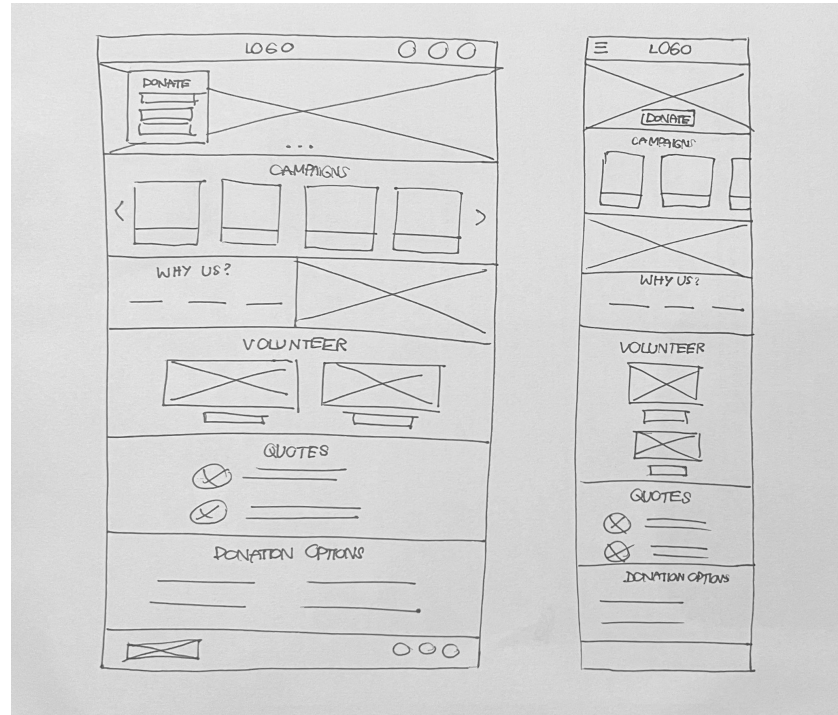 LOGO
DONATE
CAMPAIGNS
WHY US?
VOLUNTEER
QUOTES
DONATION OPTIONS
LOGO
DONATE
CAMPAIGNS
WHY US?
VOLUNTEER
QUOTES
DONATION OPTIONS